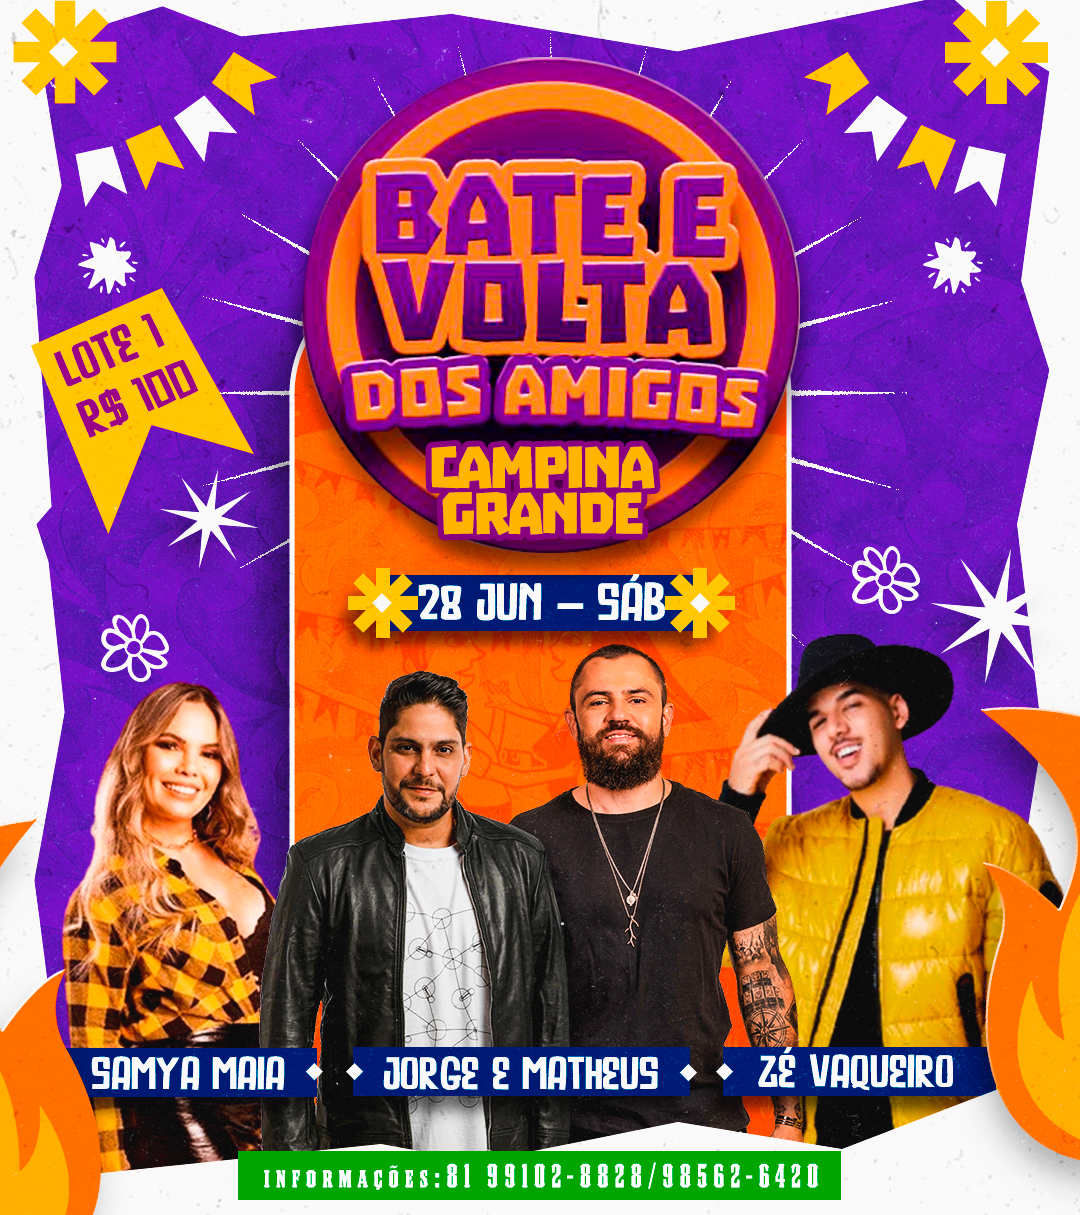 BATE E
VOLTA
DOS AMIGOS
CAMPINA
GRANDE
LOTE 1
R$ 100
28 JUN – SÁB
SAMYA MAIA
JORGE E MATHEUS
ZÉ VAQUEIRO
INFORMAÇÕES:81 99102-8828/98562-6420